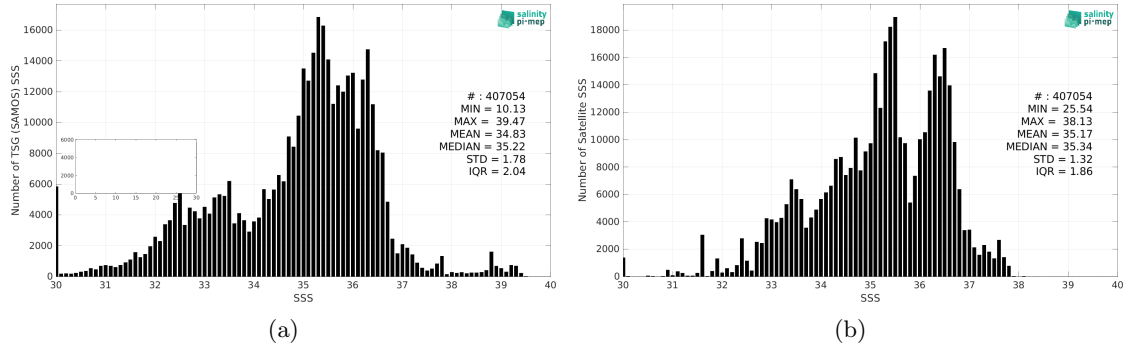 16000
14000
12000
10000
8000
6000
4000
2000
0
Number of TSG (SAMOS) SSS
salinity
pi-mep
# : 407054
MIN = 10.13
MAX = 39.47
MEAN = 34.83
MEDIAN = 35.22
STD = 1.78
IQR = 2.04
6000
4000
2000
0
0 5 10 15 20 25 30
30 31 32 33 34 35 36 37 38 39 40
SSS
(a)
18000
16000
14000
12000
10000
8000
6000
4000
2000
0
Number of Satellite SSS
salinity
pi-mep
# : 407054
MIN = 25.54
MAX = 38.13
MEAN = 35.17
MEDIAN = 35.34
STD = 1.32
IQR = 1.86
30 31 32 33 34 35 36 37 38 39 40
SSS
(b)